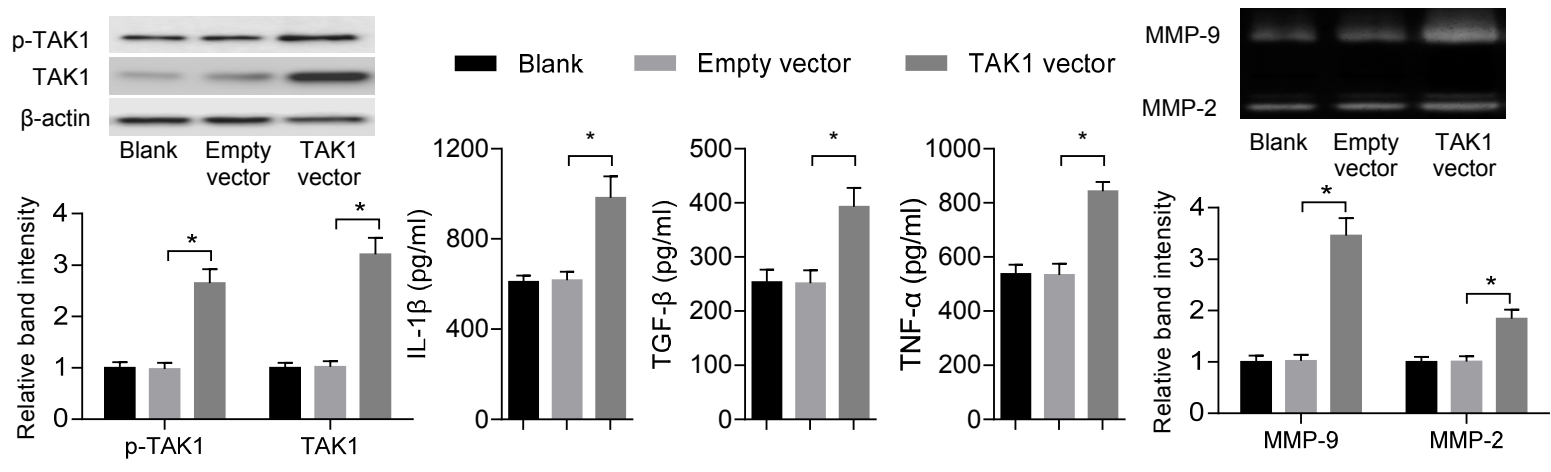 p-TAK1
TAK1
β-actin
Blank
Empty
vector
TAK1
vector
Blank
Empty vector
TAK1 vector
MMP-9
MMP-2
Blank
Empty
vector
TAK1
vector
Relative band intensity
4
3
2
1
0
*
*
p-TAK1
TAK1
IL-1β (pg/ml)
1200
800
400
0
*
TGF-β (pg/ml)
500
400
300
200
100
0
*
TNF-α (pg/ml)
1000
800
600
400
200
0
*
Relative band intensity
4
3
2
1
0
*
*
MMP-9
MMP-2